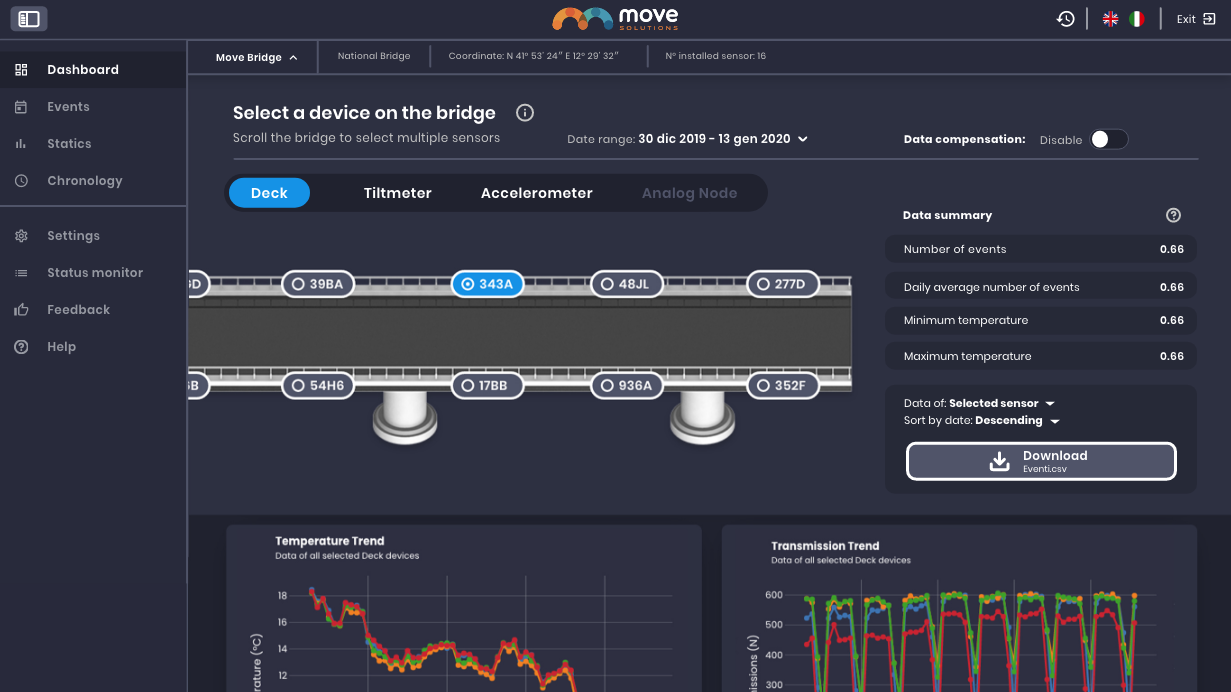 move
SOLUTIONS
Exit
Dashboard
Events
Statics
Chronology
Settings
Status monitor
Feedback
Help
Move Bridge
National Bridge
Coordinate: N 41° 53' 24" E 12° 29' 32"
N° installed sensor: 16
Select a device on the bridge
Scroll the bridge to select multiple sensors
Date range: 30 dic 2019 - 13 gen 2020
Data compensation: Disable
Deck
Tiltmeter
Accelerometer
Analog Node
39BA
343A
48JL
277D
54H6
17BB
936A
352F
Data summary
Number of events 0.66
Daily average number of events 0.66
Minimum temperature 0.66
Maximum temperature 0.66
Data of: Selected sensor
Sort by date: Descending
Download
Eventi.csv
Temperature Trend
Data of all selected Deck devices
18
16
14
12
(°C)
Transmission Trend
Data of all selected Deck devices
600
500
400
300
(N)